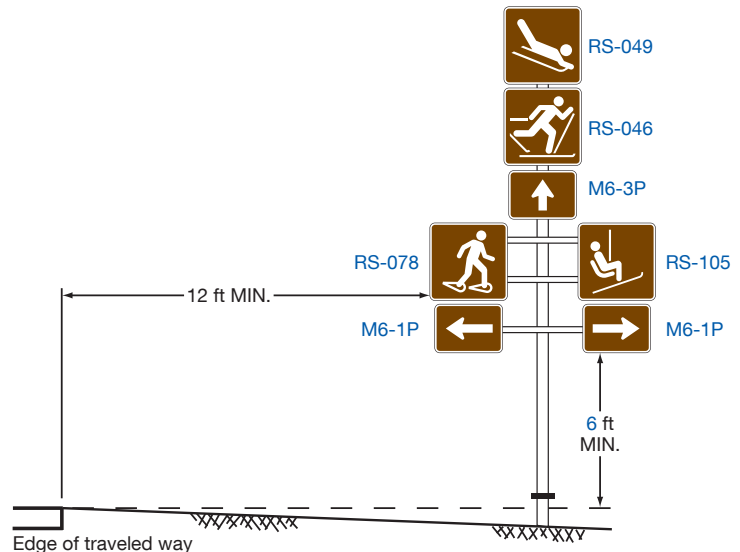 RS-049
RS-046
M6-3P
RS-078
RS-105
12 ft MIN.
M6-1P
M6-1P
6 ft
MIN.
Edge of traveled way